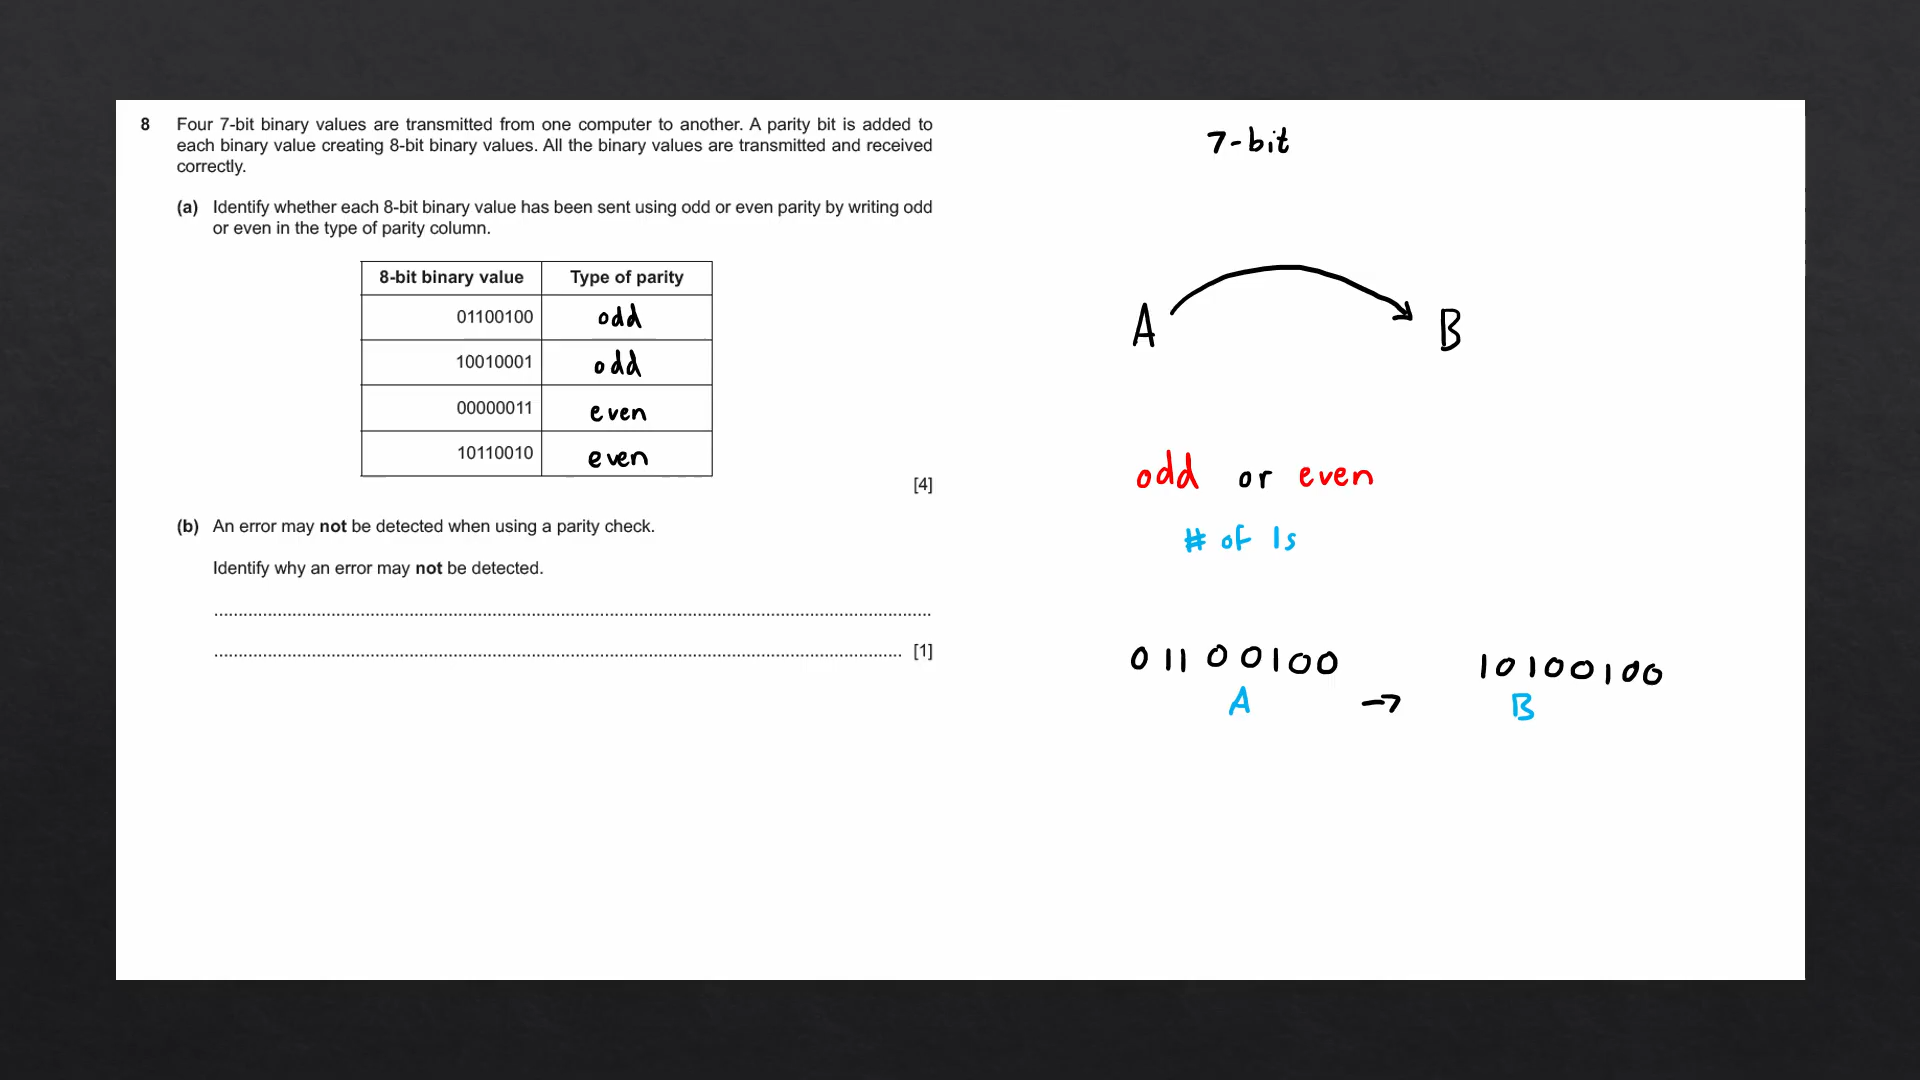 8 Four 7-bit binary values are transmitted from one computer to another. A parity bit is added to
each binary value creating 8-bit binary values. All the binary values are transmitted and received
correctly.
(a) Identify whether each 8-bit binary value has been sent using odd or even parity by writing odd
or even in the type of parity column.
8-bit binary value Type of parity
01100100 odd
10010001 odd
00000011 even
10110010 even
[4]
(b) An error may not be detected when using a parity check.
Identify why an error may not be detected.
[1]
7-bit
A B
odd or even
# of 1s
01100100 → 10100100
A B